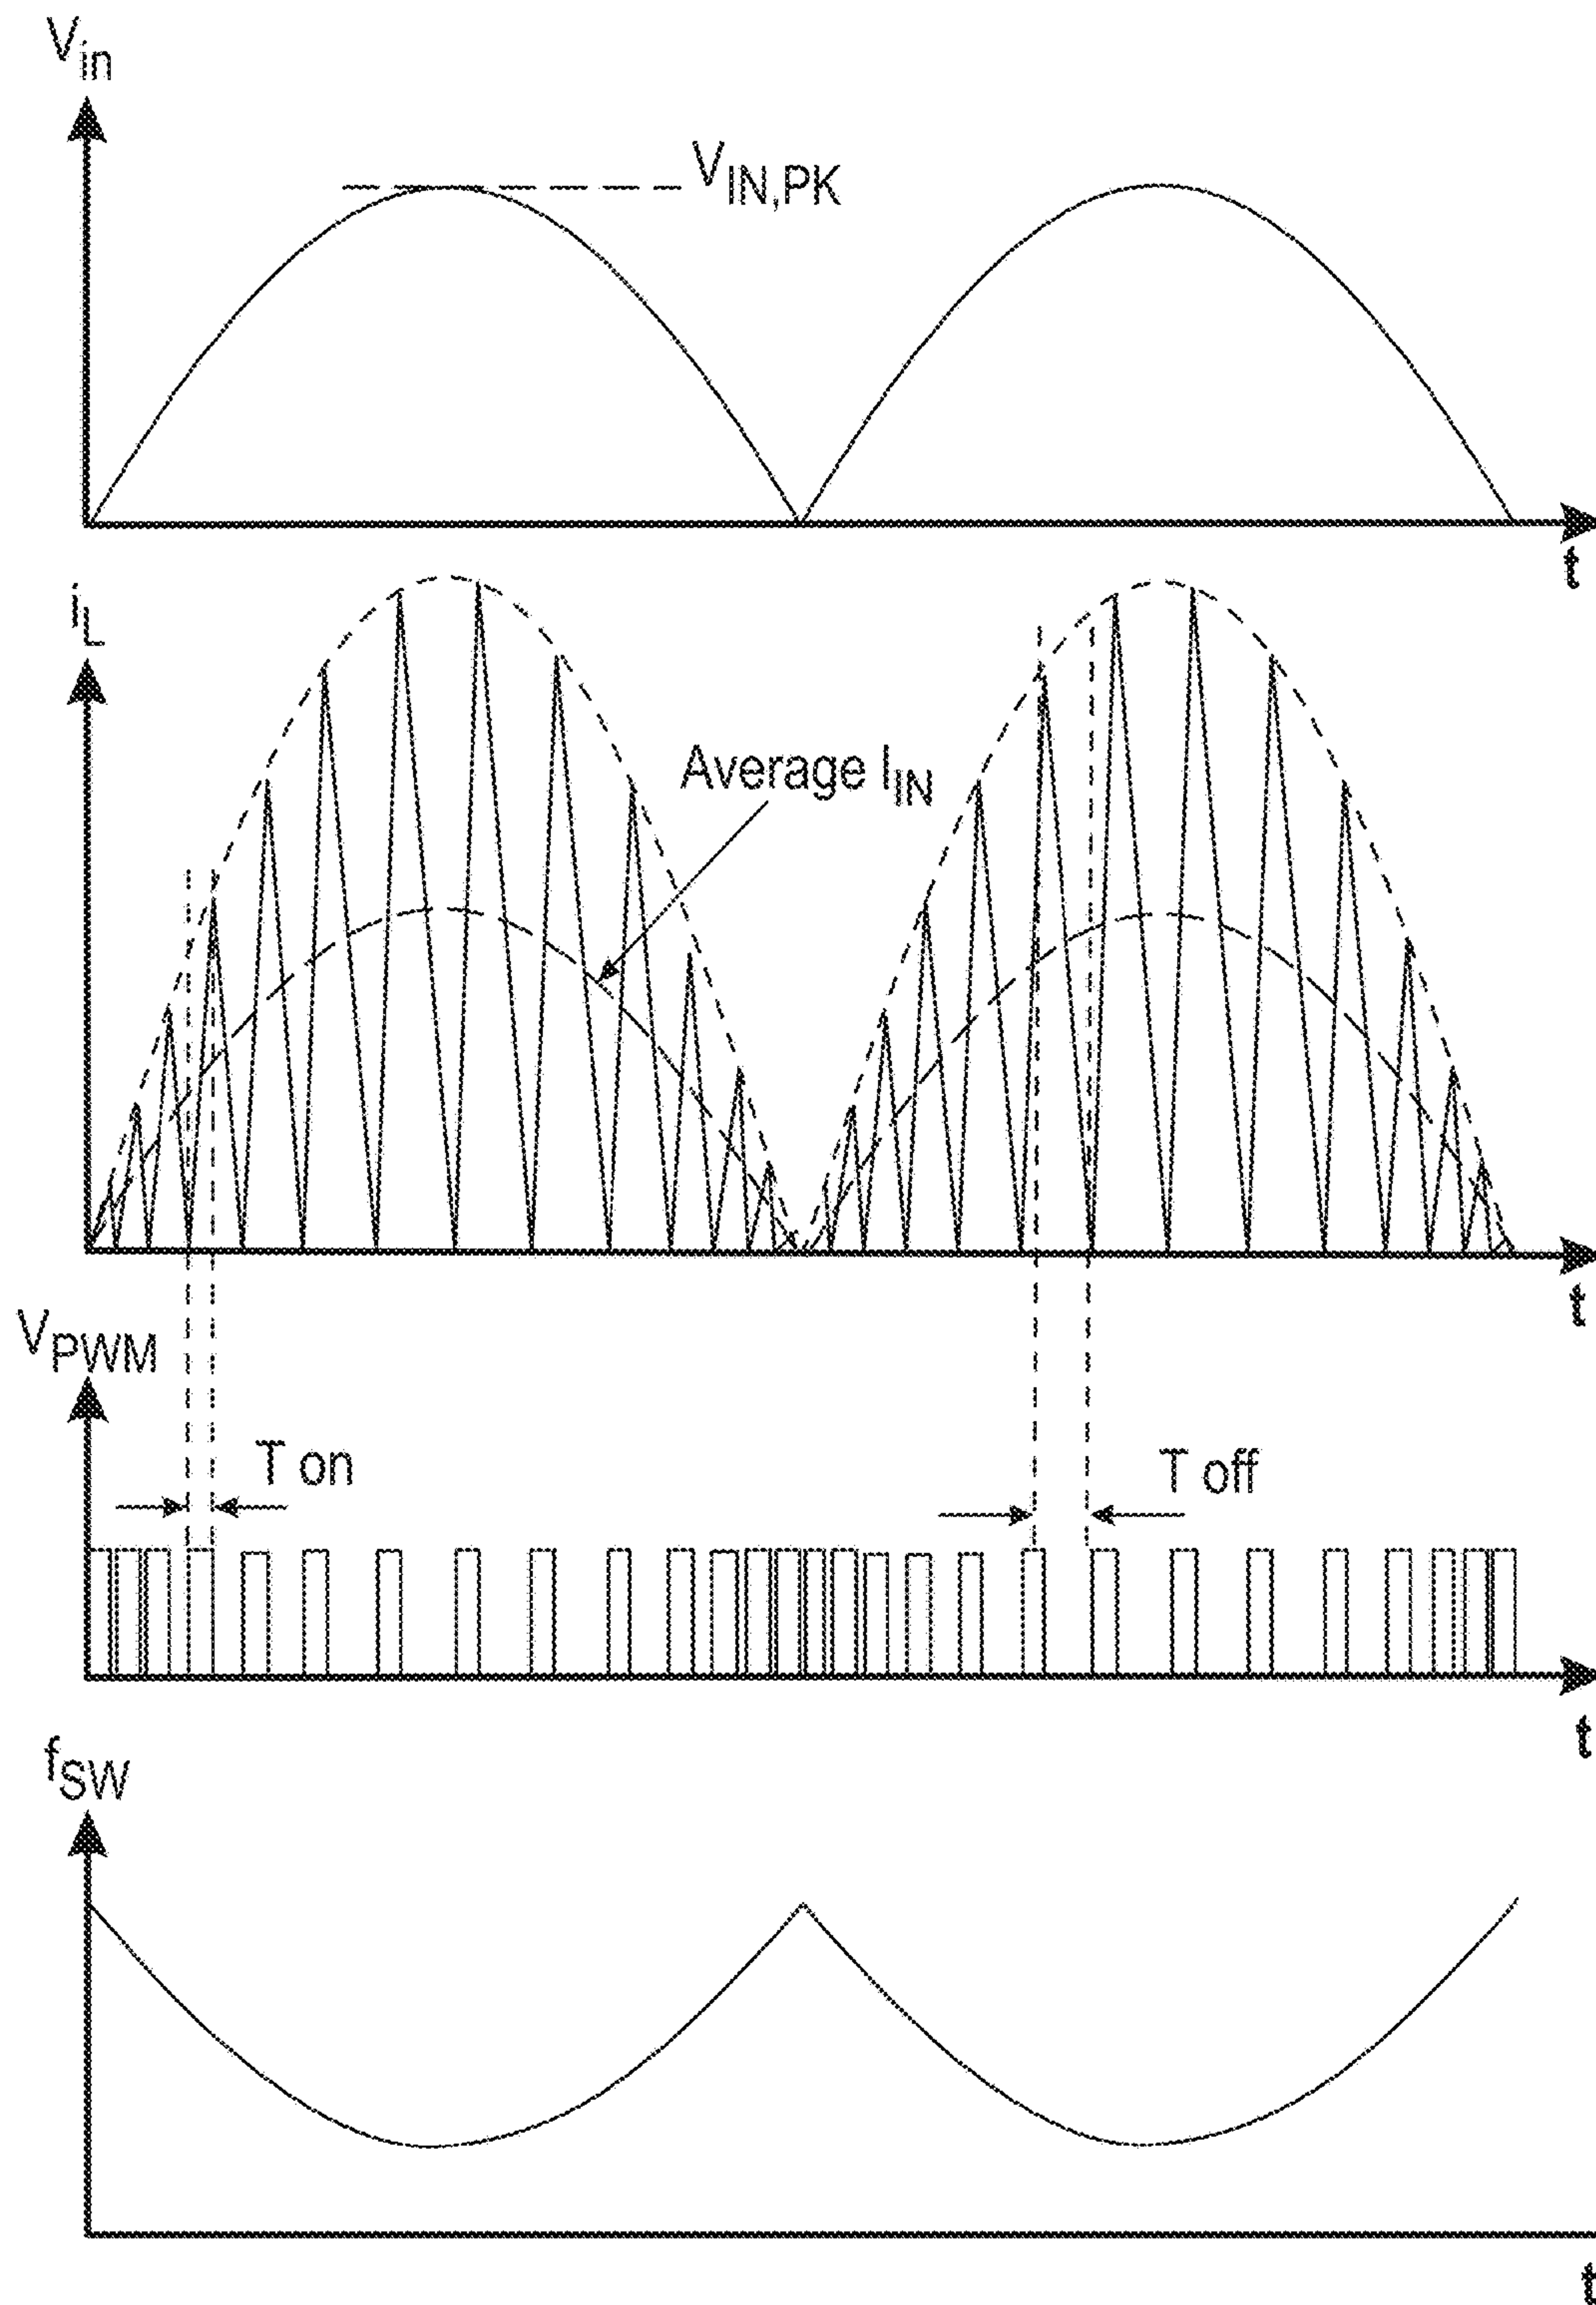 Vin
VIN,PK
t
iL
Average IIN
t
VPWM
T on
T off
t
fSW
t